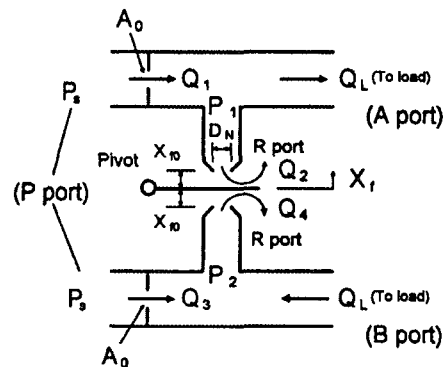 A₀
Q₁
Q_L (To load)
(A port)
P_s
P₁
D_N
R port
Pivot
X_f0
Q₂
X_f
(P port)
X_f0
Q₄
R port
P₂
P_s
Q₃
Q_L (To load)
(B port)
A₀